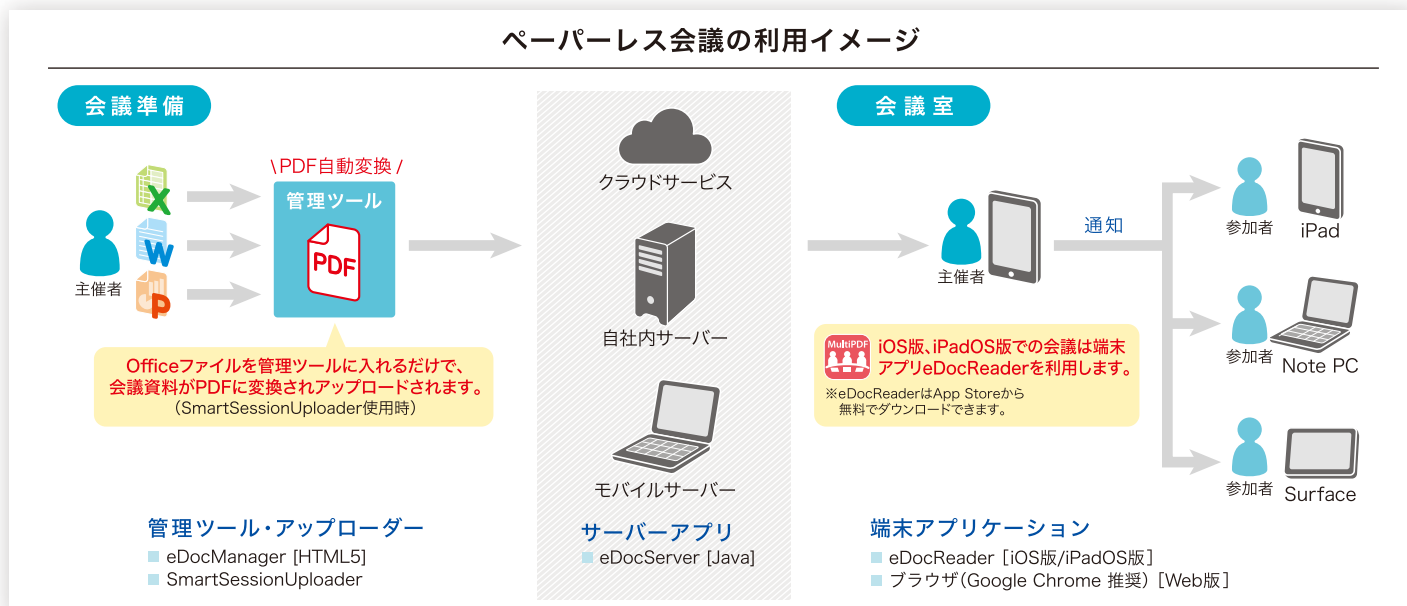 ペーパーレス会議の利用イメージ
会議準備
\PDF自動変換/
管理ツール
X
W
P
PDF
主催者
Officeファイルを管理ツールに入れるだけで、
会議資料がPDFに変換されアップロードされます。
（SmartSessionUploader使用時）
管理ツール・アップローダー
eDocManager [HTML5]
SmartSessionUploader
クラウドサービス
自社内サーバー
モバイルサーバー
サーバーアプリ
eDocServer [Java]
会議室
主催者
通知
参加者
iPad
参加者
Note PC
参加者
Surface
MultiPDF
iOS版、iPadOS版での会議は端末
アプリeDocReaderを利用します。
※eDocReaderはApp Storeから
無料でダウンロードできます。
端末アプリケーション
eDocReader［iOS版/iPadOS版］
ブラウザ（Google Chrome 推奨）［Web版］